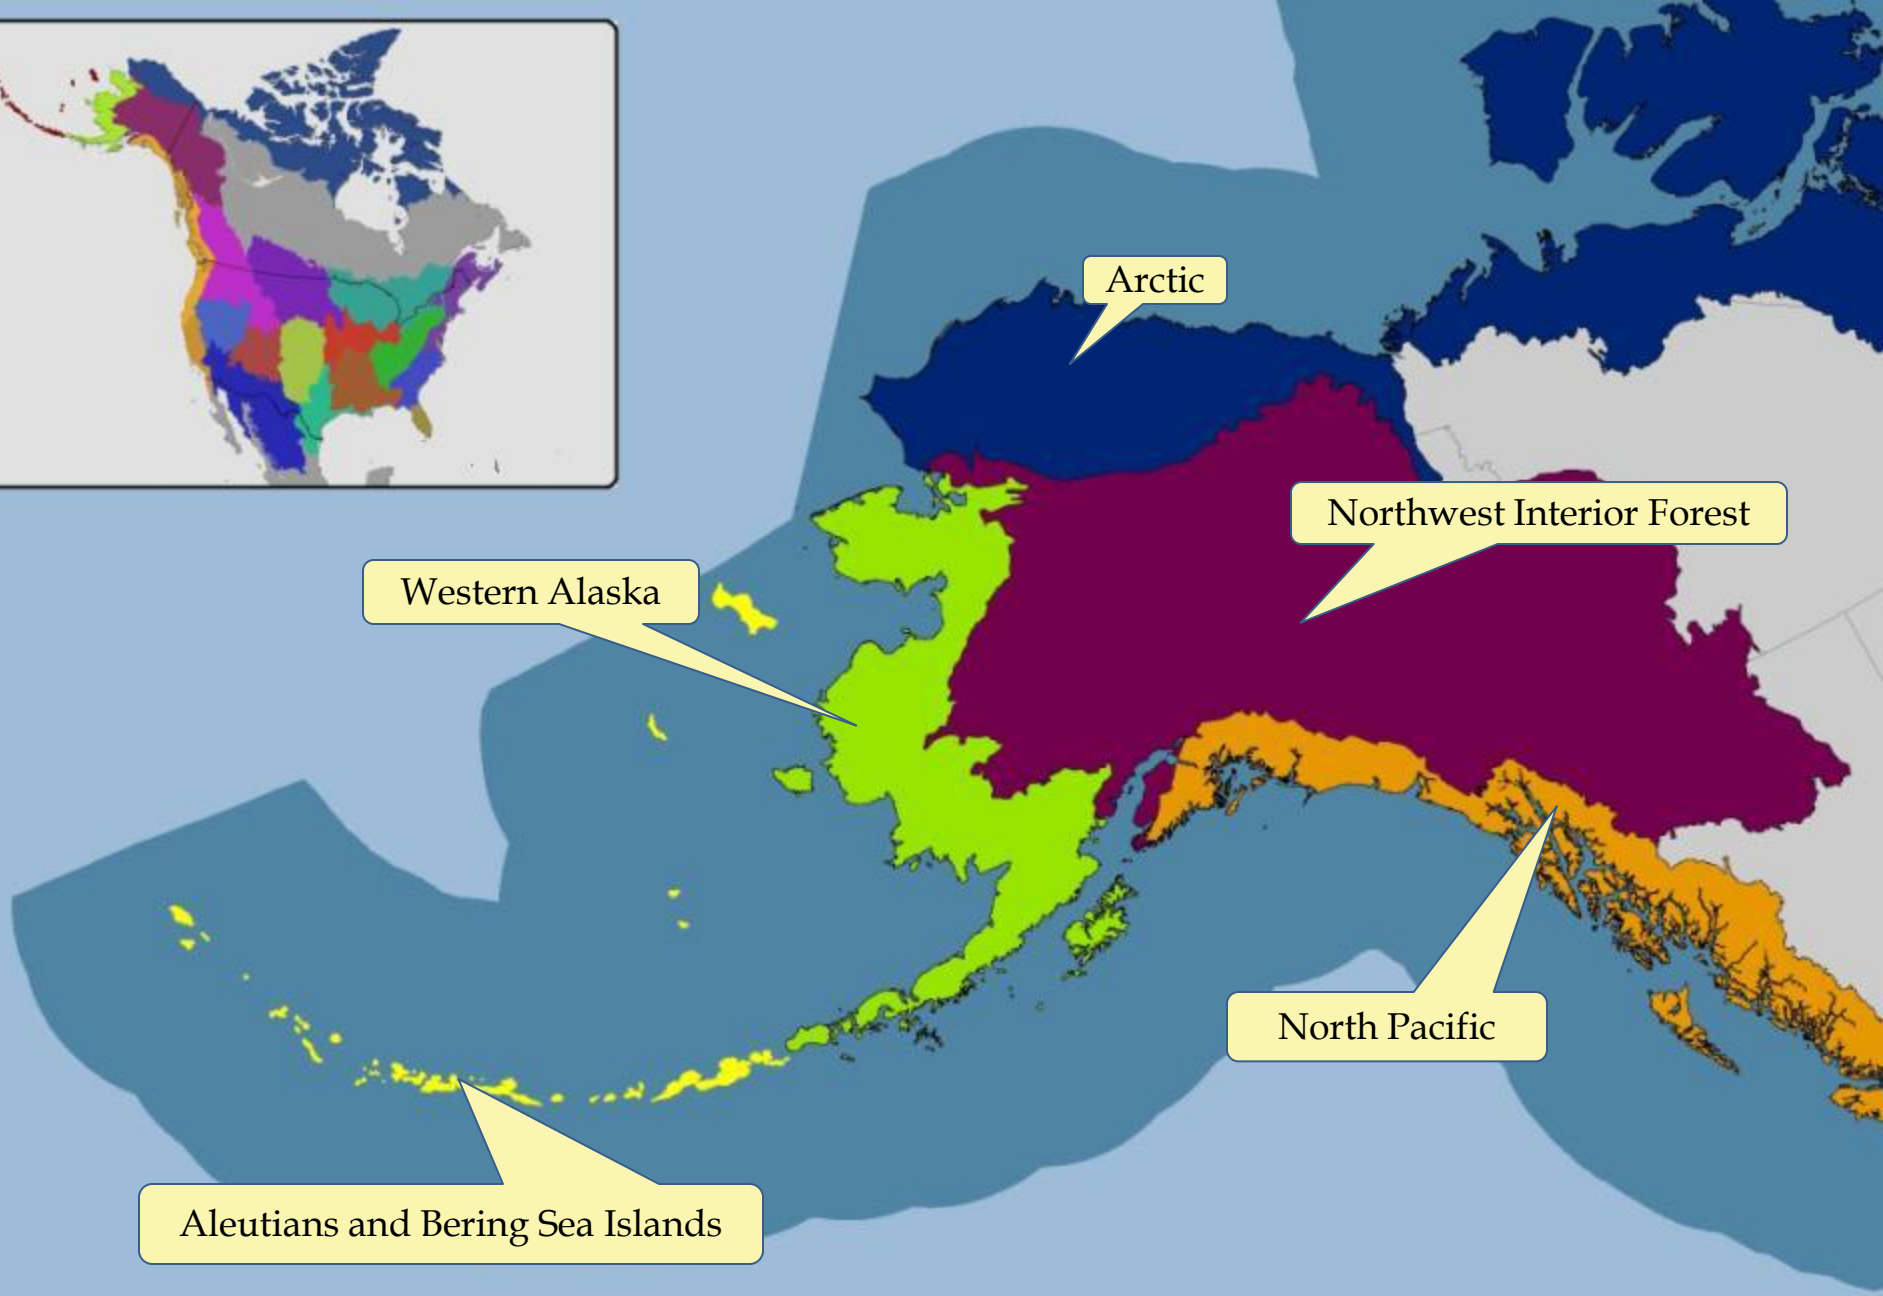 Arctic
Northwest Interior Forest
Western Alaska
North Pacific
Aleutians and Bering Sea Islands